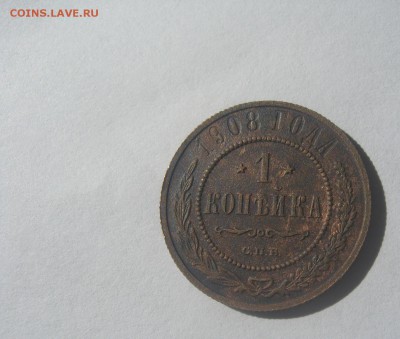 COINS.LAVE.RU
1908 ГОДА
1
КОПѢЙКА
С.П.Б.